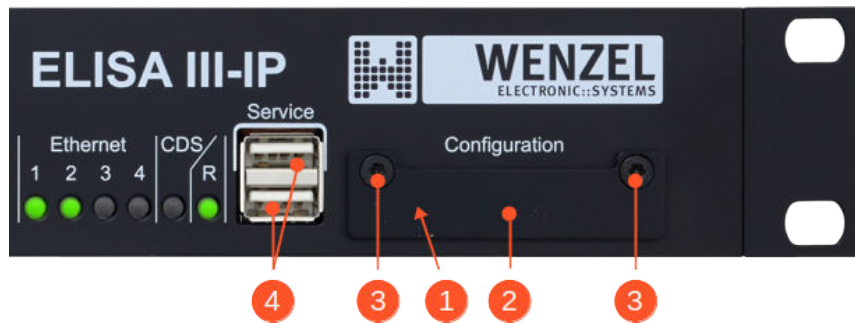 ELISA III-IP
WENZEL
ELECTRONIC::SYSTEMS
Service
Ethernet
CDS/
R
1 2 3 4
Configuration
4
3
1
2
3